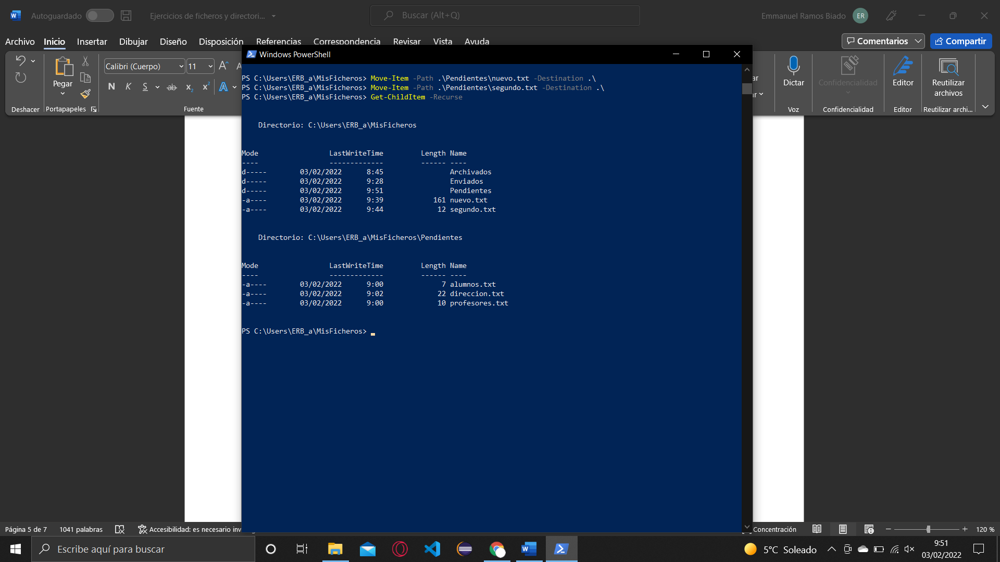 Autoguardado
Ejercicios de ficheros y directori...
Buscar (Alt+Q)
Emmanuel Ramos Biado
ER
Archivo Inicio Insertar Dibujar Diseño Disposición Referencias Correspondencia Revisar Vista Ayuda
Comentarios
Compartir
Calibri (Cuerpo) 11
Pegar
N K S ab x2 x2 A
Deshacer
Portapapeles
Fuente
Dictar
Confidencialidad
Editor
Reutilizar archivos
Voz
Confidencialidad
Editor
Reutilizar archi...
Windows PowerShell
PS C:\Users\ERB_a\MisFicheros> Move-Item -Path .\Pendientes\nuevo.txt -Destination .\
PS C:\Users\ERB_a\MisFicheros> Move-Item -Path .\Pendientes\segundo.txt -Destination .\
PS C:\Users\ERB_a\MisFicheros> Get-ChildItem -Recurse
Directorio: C:\Users\ERB_a\MisFicheros
Mode LastWriteTime Length Name
---- ------------- ------ ----
d----- 03/02/2022 8:45 Archivados
d----- 03/02/2022 9:28 Enviados
d----- 03/02/2022 9:51 Pendientes
-a---- 03/02/2022 9:39 161 nuevo.txt
-a---- 03/02/2022 9:44 12 segundo.txt
Directorio: C:\Users\ERB_a\MisFicheros\Pendientes
Mode LastWriteTime Length Name
---- ------------- ------ ----
-a---- 03/02/2022 9:00 7 alumnos.txt
-a---- 03/02/2022 9:02 22 direccion.txt
-a---- 03/02/2022 9:00 10 profesores.txt
PS C:\Users\ERB_a\MisFicheros>
Página 5 de 7
1041 palabras
Accesibilidad: es necesario inv
Concentración
120 %
Escribe aquí para buscar
5°C Soleado
9:51
03/02/2022